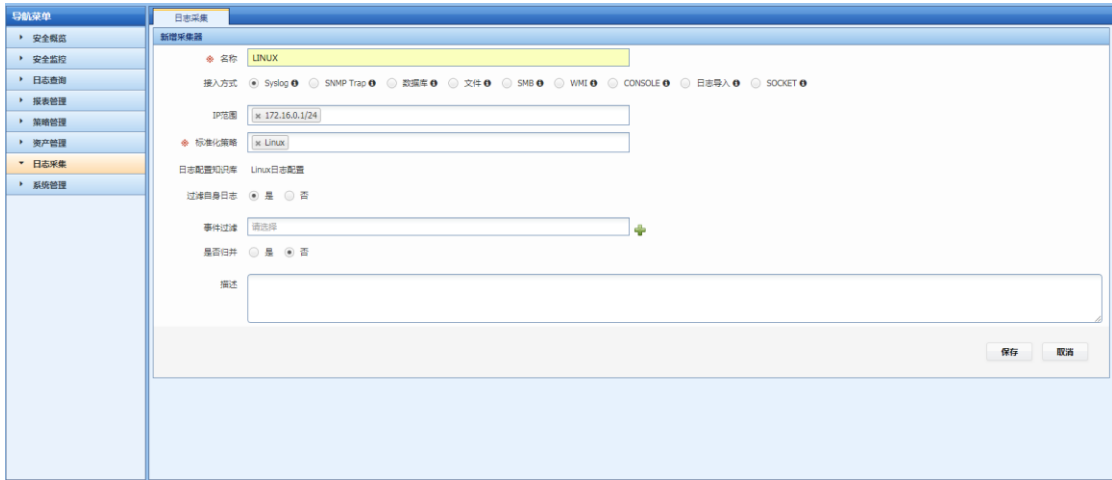 导航菜单
安全概览
安全监控
日志查询
报表管理
策略管理
资产管理
日志采集
系统管理
日志采集
新增采集器
名称 LINUX
接入方式 Syslog SNMP Trap 数据库 文件 SMB WMI CONSOLE 日志导入 SOCKET
IP范围 × 172.16.0.1/24
标准化策略 × Linux
日志配置知识库 Linux日志配置
过滤自身日志 是 否
事件过滤 请选择
是否归并 是 否
描述
保存 取消